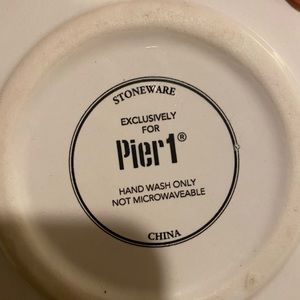 STONEWARE
EXCLUSIVELY
FOR
Pier1®
HAND WASH ONLY
NOT MICROWAVEABLE
CHINA